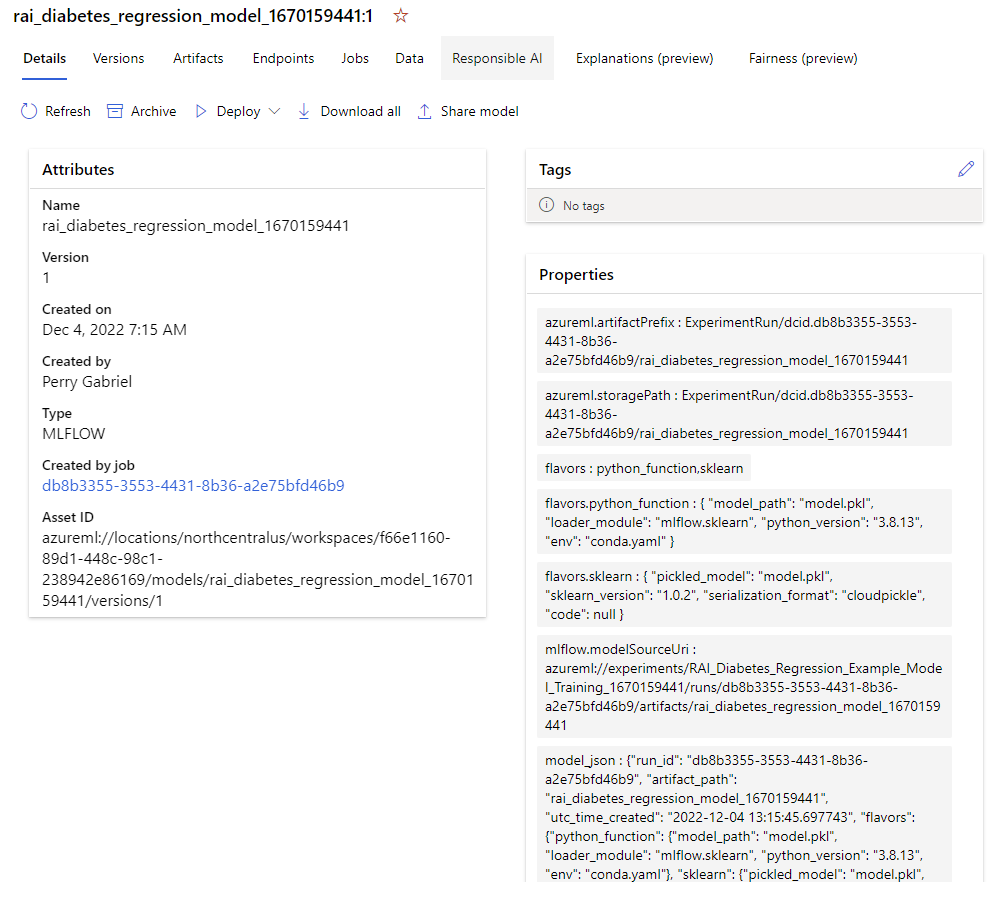 rai_diabetes_regression_model_1670159441:1
Details Versions Artifacts Endpoints Jobs Data Responsible AI Explanations (preview) Fairness (preview)
Refresh Archive Deploy Download all Share model
Attributes
Name
rai_diabetes_regression_model_1670159441
Version
1
Created on
Dec 4, 2022 7:15 AM
Created by
Perry Gabriel
Type
MLFLOW
Created by job
db8b3355-3553-4431-8b36-a2e75bfd46b9
Asset ID
azureml://locations/northcentralus/workspaces/f66e1160-
89d1-448c-98c1-
238942e86169/models/rai_diabetes_regression_model_16701
59441/versions/1
Tags
No tags
Properties
azureml.artifactPrefix : ExperimentRun/dcid.db8b3355-3553-
4431-8b36-
a2e75bfd46b9/rai_diabetes_regression_model_1670159441
azureml.storagePath : ExperimentRun/dcid.db8b3355-3553-
4431-8b36-
a2e75bfd46b9/rai_diabetes_regression_model_1670159441
flavors : python_function,sklearn
flavors.python_function : { "model_path": "model.pkl",
"loader_module": "mlflow.sklearn", "python_version": "3.8.13",
"env": "conda.yaml" }
flavors.sklearn : { "pickled_model": "model.pkl",
"sklearn_version": "1.0.2", "serialization_format": "cloudpickle",
"code": null }
mlflow.modelSourceUri :
azureml://experiments/RAI_Diabetes_Regression_Example_Mode
l_Training_1670159441/runs/db8b3355-3553-4431-8b36-
a2e75bfd46b9/artifacts/rai_diabetes_regression_model_1670159
441
model_json : {"run_id": "db8b3355-3553-4431-8b36-
a2e75bfd46b9", "artifact_path":
"rai_diabetes_regression_model_1670159441",
"utc_time_created": "2022-12-04 13:15:45.697743", "flavors":
{"python_function": {"model_path": "model.pkl",
"loader_module": "mlflow.sklearn", "python_version": "3.8.13",
"env": "conda.yaml"}, "sklearn": {"pickled_model": "model.pkl",